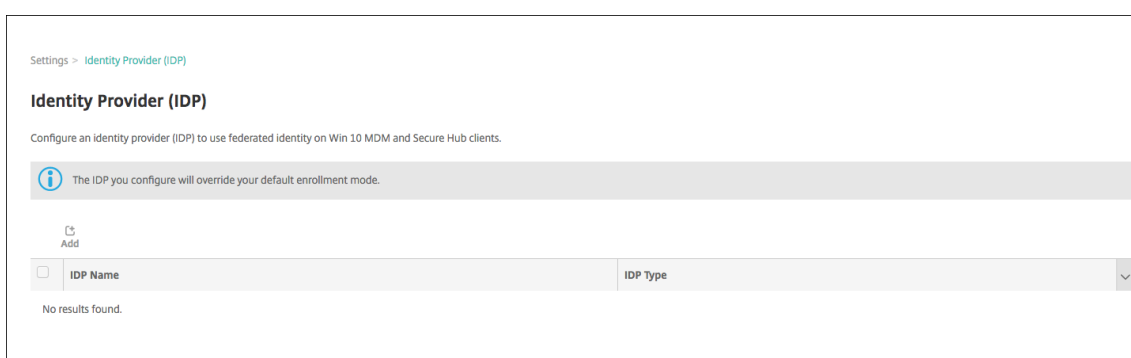 Settings > Identity Provider (IDP)
Identity Provider (IDP)
Configure an identity provider (IDP) to use federated identity on Win 10 MDM and Secure Hub clients.
The IDP you configure will override your default enrollment mode.
Add
IDP Name IDP Type
No results found.